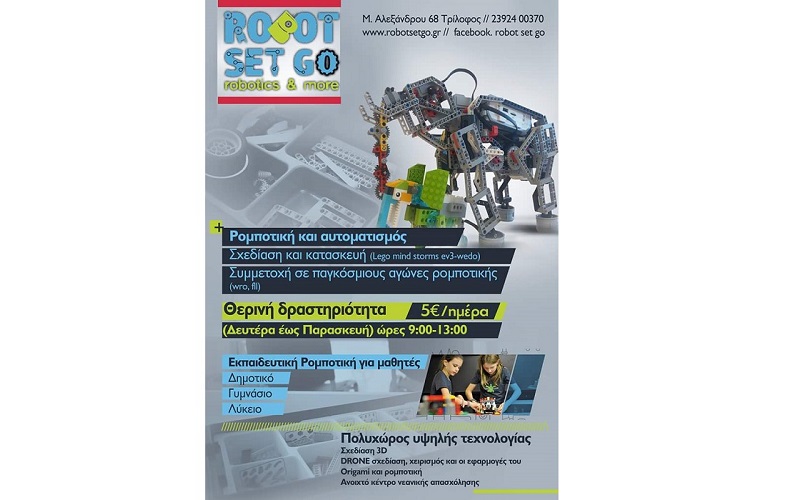 ROBOT
SET GO
robotics & more
Μ. Αλεξάνδρου 68 Τρίλοφος // 23924 00370
www.robotsetgo.gr // facebook. robot set go
+
Ρομποτική και αυτοματισμός
Σχεδίαση και κατασκευή (Lego mind storms ev3-wedo)
Συμμετοχή σε παγκόσμιους αγώνες ρομποτικής
(wro, fll)
Θερινή δραστηριότητα 5€/ημέρα
(Δευτέρα έως Παρασκευή) ώρες 9:00-13:00
Εκπαιδευτική Ρομποτική για μαθητές
Δημοτικό
Γυμνάσιο
Λύκειο
Πολυχώρος υψηλής τεχνολογίας
Σχεδίαση 3D
DRONE σχεδίαση, χειρισμός και οι εφαρμογές του
Origami και ρομποτική
Ανοιχτό κέντρο νεανικής απασχόλησης